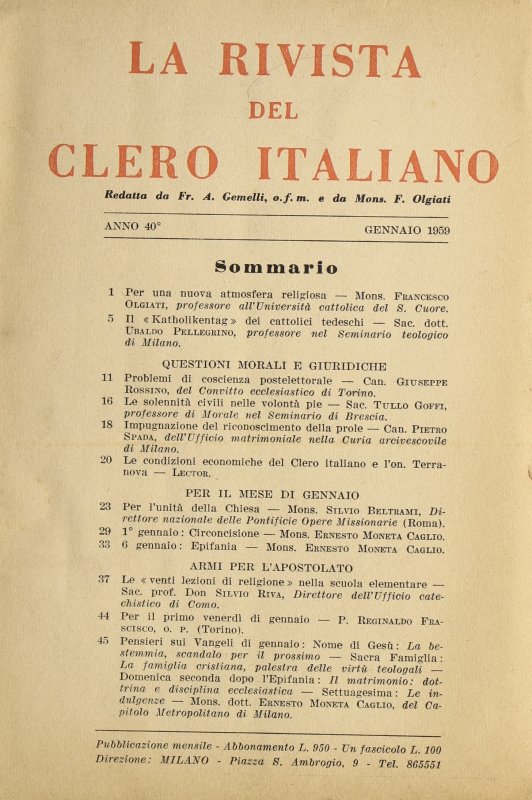 LA RIVISTA
DEL
CLERO ITALIANO
Redatta da Fr. A. Gemelli, o.f.m. e da Mons. F. Olgiati
ANNO 40° GENNAIO 1959
Sommario
1 Per una nuova atmosfera religiosa — Mons. FRANCESCO
OLGIATI, professore all'Università cattolica del S. Cuore.
5 Il « Katholikentag » dei cattolici tedeschi — Sac. dott.
UBALDO PELLEGRINO, professore nel Seminario teologico
di Milano.
QUESTIONI MORALI E GIURIDICHE
11 Problemi di coscienza postelettorale — Can. GIUSEPPE
ROSSINO, del Convitto ecclesiastico di Torino.
16 Le solennità civili nelle volontà pie — Sac. TULLO GOFFI,
professore di Morale nel Seminario di Brescia.
18 Impugnazione del riconoscimento della prole — Can. PIETRO
SPADA, dell'Ufficio matrimoniale nella Curia arcivescovile
di Milano.
20 Le condizioni economiche del Clero italiano e l'on. Terra-
nova — LECTOR.
PER IL MESE DI GENNAIO
23 Per l'unità della Chiesa — Mons. SILVIO BELTRAMI, Di-
rettore nazionale delle Pontificie Opere Missionarie (Roma).
29 1° gennaio: Circoncisione — Mons. ERNESTO MONETA CAGLIO.
33 6 gennaio: Epifania — Mons. ERNESTO MONETA CAGLIO.
ARMI PER L'APOSTOLATO
37 Le « venti lezioni di religione » nella scuola elementare —
Sac. prof. Don SILVIO RIVA, Direttore dell'Ufficio cate-
chistico di Como.
44 Per il primo venerdì di gennaio — P. REGINALDO FRA-
SCISCO, O. P. (Torino).
45 Pensieri sui Vangeli di gennaio: Nome di Gesù: La be-
stemmia, scandalo per il prossimo — Sacra Famiglia:
La famiglia cristiana, palestra delle virtù teologali —
Domenica seconda dopo l'Epifania: Il matrimonio: dot-
trina e disciplina ecclesiastica — Settuagesima: Le in-
dulgenze — Mons. dott. ERNESTO MONETA CAGLIO, del Ca-
pitolo Metropolitano di Milano.
Pubblicazione mensile - Abbonamento L. 950 - Un fascicolo L. 100
Direzione: MILANO - Piazza S. Ambrogio, 9 - Tel. 865551